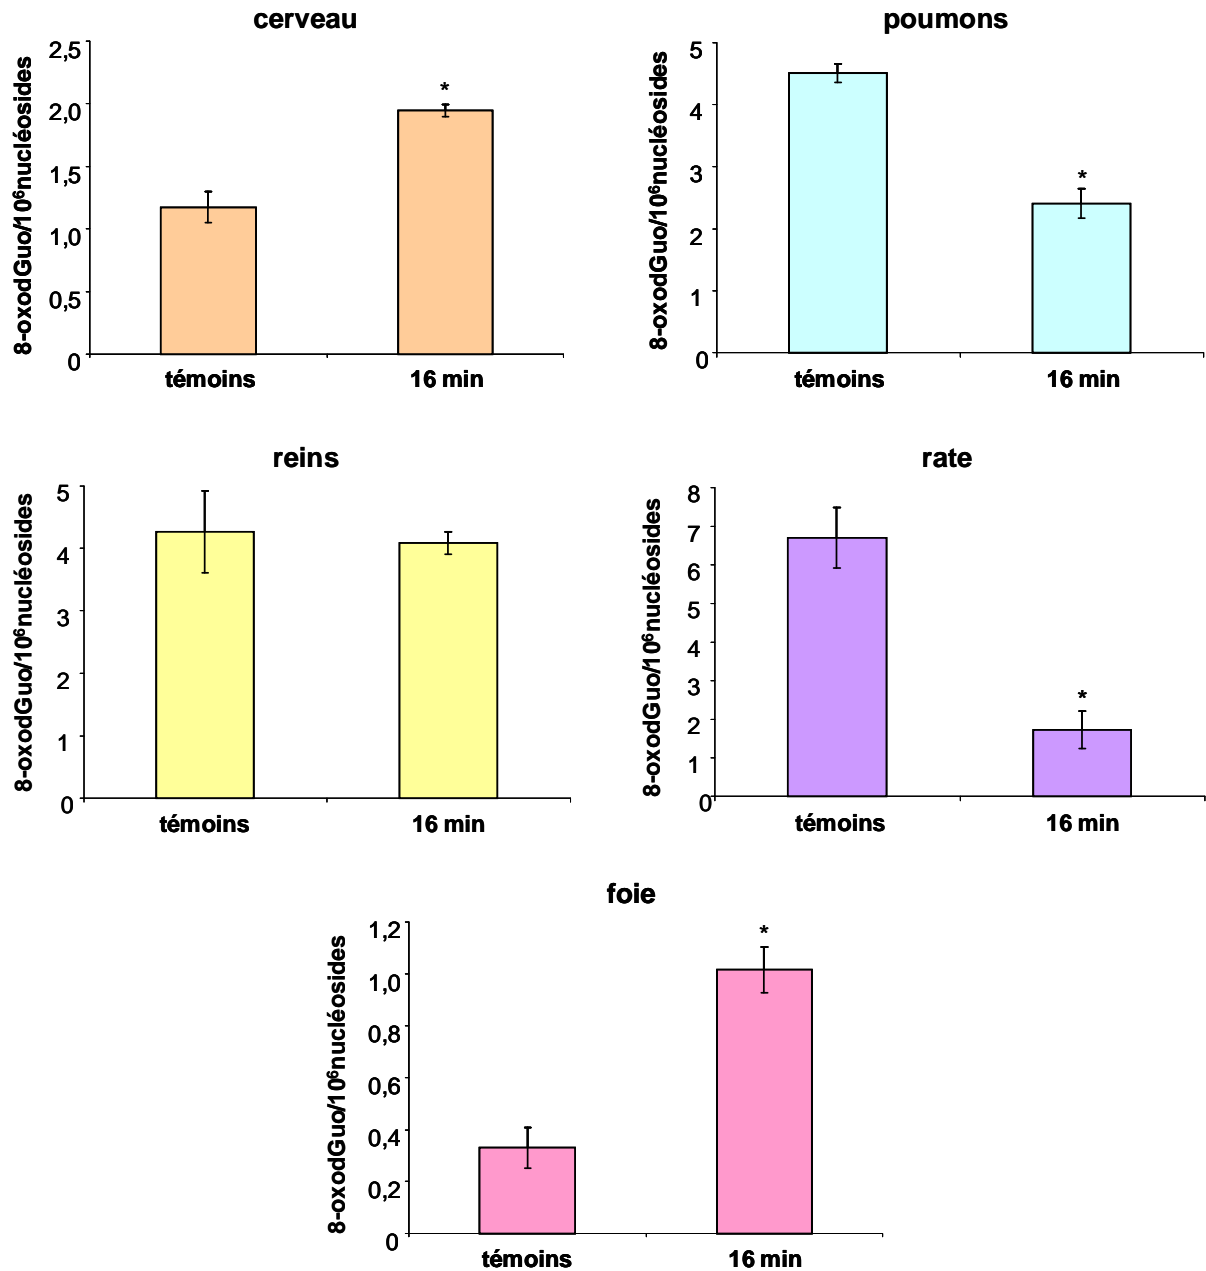 cerveau
8-oxodGuo/10⁶nucléosides
2,5
2,0
1,5
1,0
0,5
0
*
témoins
16 min
poumons
8-oxodGuo/10⁶nucléosides
5
4
3
2
1
0
*
témoins
16 min
reins
8-oxodGuo/10⁶nucléosides
5
4
3
2
1
0
témoins
16 min
rate
8-oxodGuo/10⁶nucléosides
8
7
6
5
4
3
2
1
0
*
témoins
16 min
foie
8-oxodGuo/10⁶nucléosides
1,2
1,0
0,8
0,6
0,4
0,2
0
*
témoins
16 min